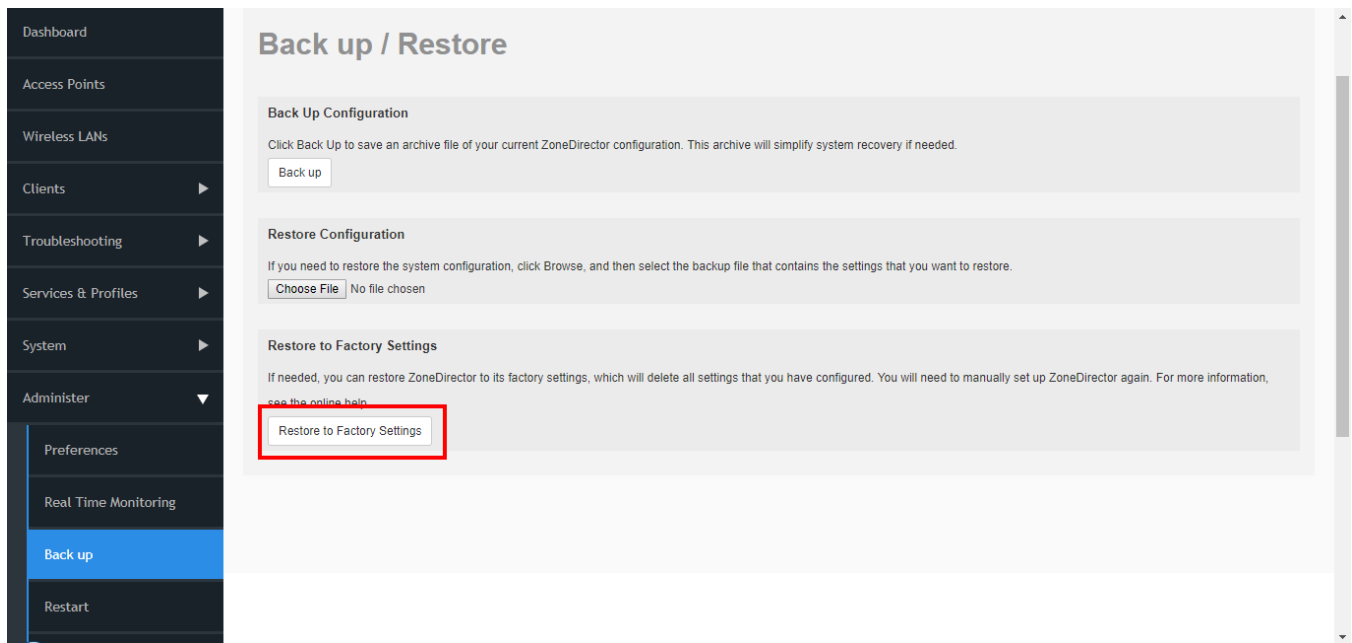 Dashboard
Access Points
Wireless LANs
Clients
Troubleshooting
Services & Profiles
System
Administer
Preferences
Real Time Monitoring
Back up
Restart
Back up / Restore
Back Up Configuration
Click Back Up to save an archive file of your current ZoneDirector configuration. This archive will simplify system recovery if needed.
Back up
Restore Configuration
If you need to restore the system configuration, click Browse, and then select the backup file that contains the settings that you want to restore.
Choose File No file chosen
Restore to Factory Settings
If needed, you can restore ZoneDirector to its factory settings, which will delete all settings that you have configured. You will need to manually set up ZoneDirector again. For more information,
see the online help.
Restore to Factory Settings